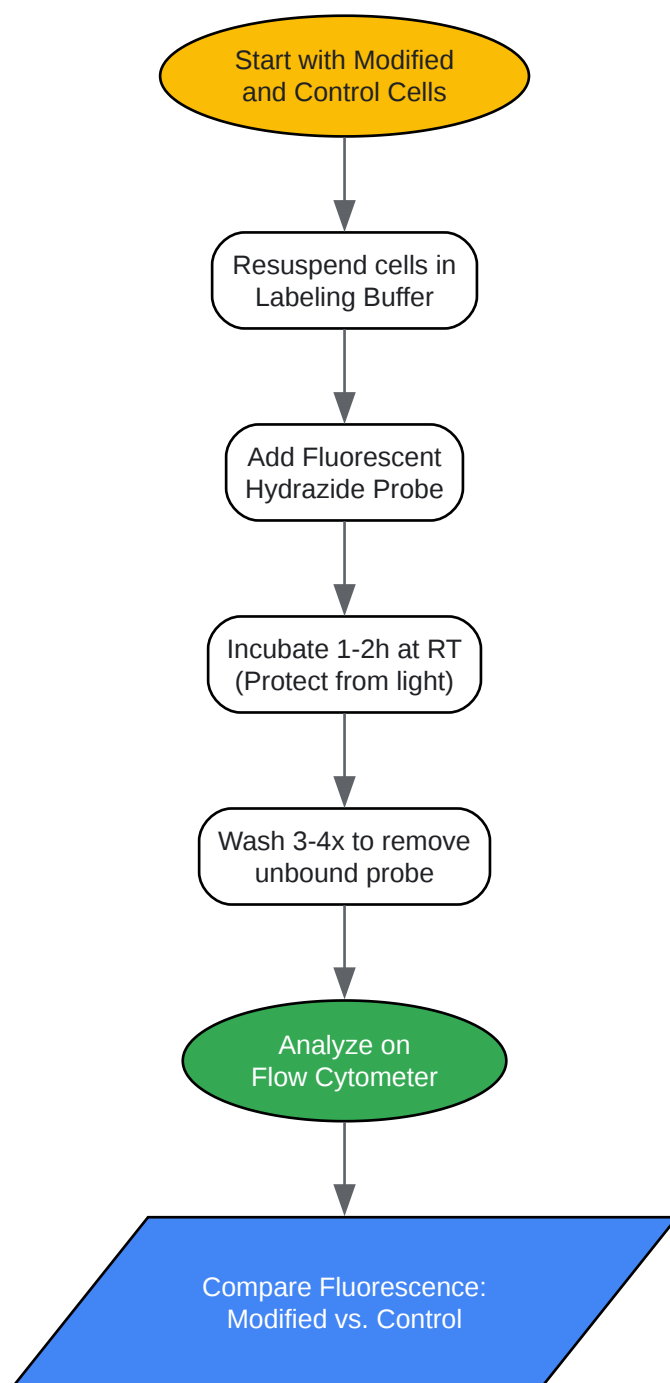 Start with Modified
and Control Cells
Resuspend cells in
Labeling Buffer
Add Fluorescent
Hydrazide Probe
Incubate 1-2h at RT
(Protect from light)
Wash 3-4x to remove
unbound probe
Analyze on
Flow Cytometer
Compare Fluorescence:
Modified vs. Control